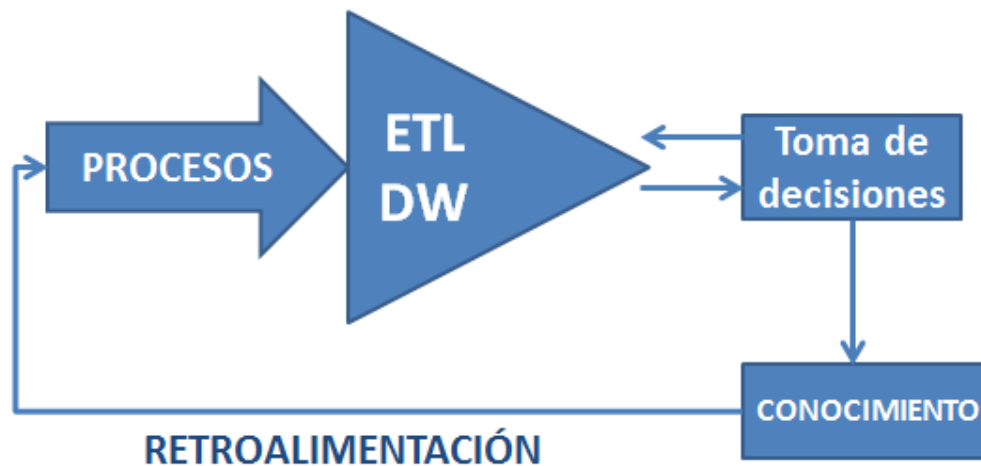 PROCESOS
ETL
DW
Toma de
decisiones
CONOCIMIENTO
RETROALIMENTACIÓN